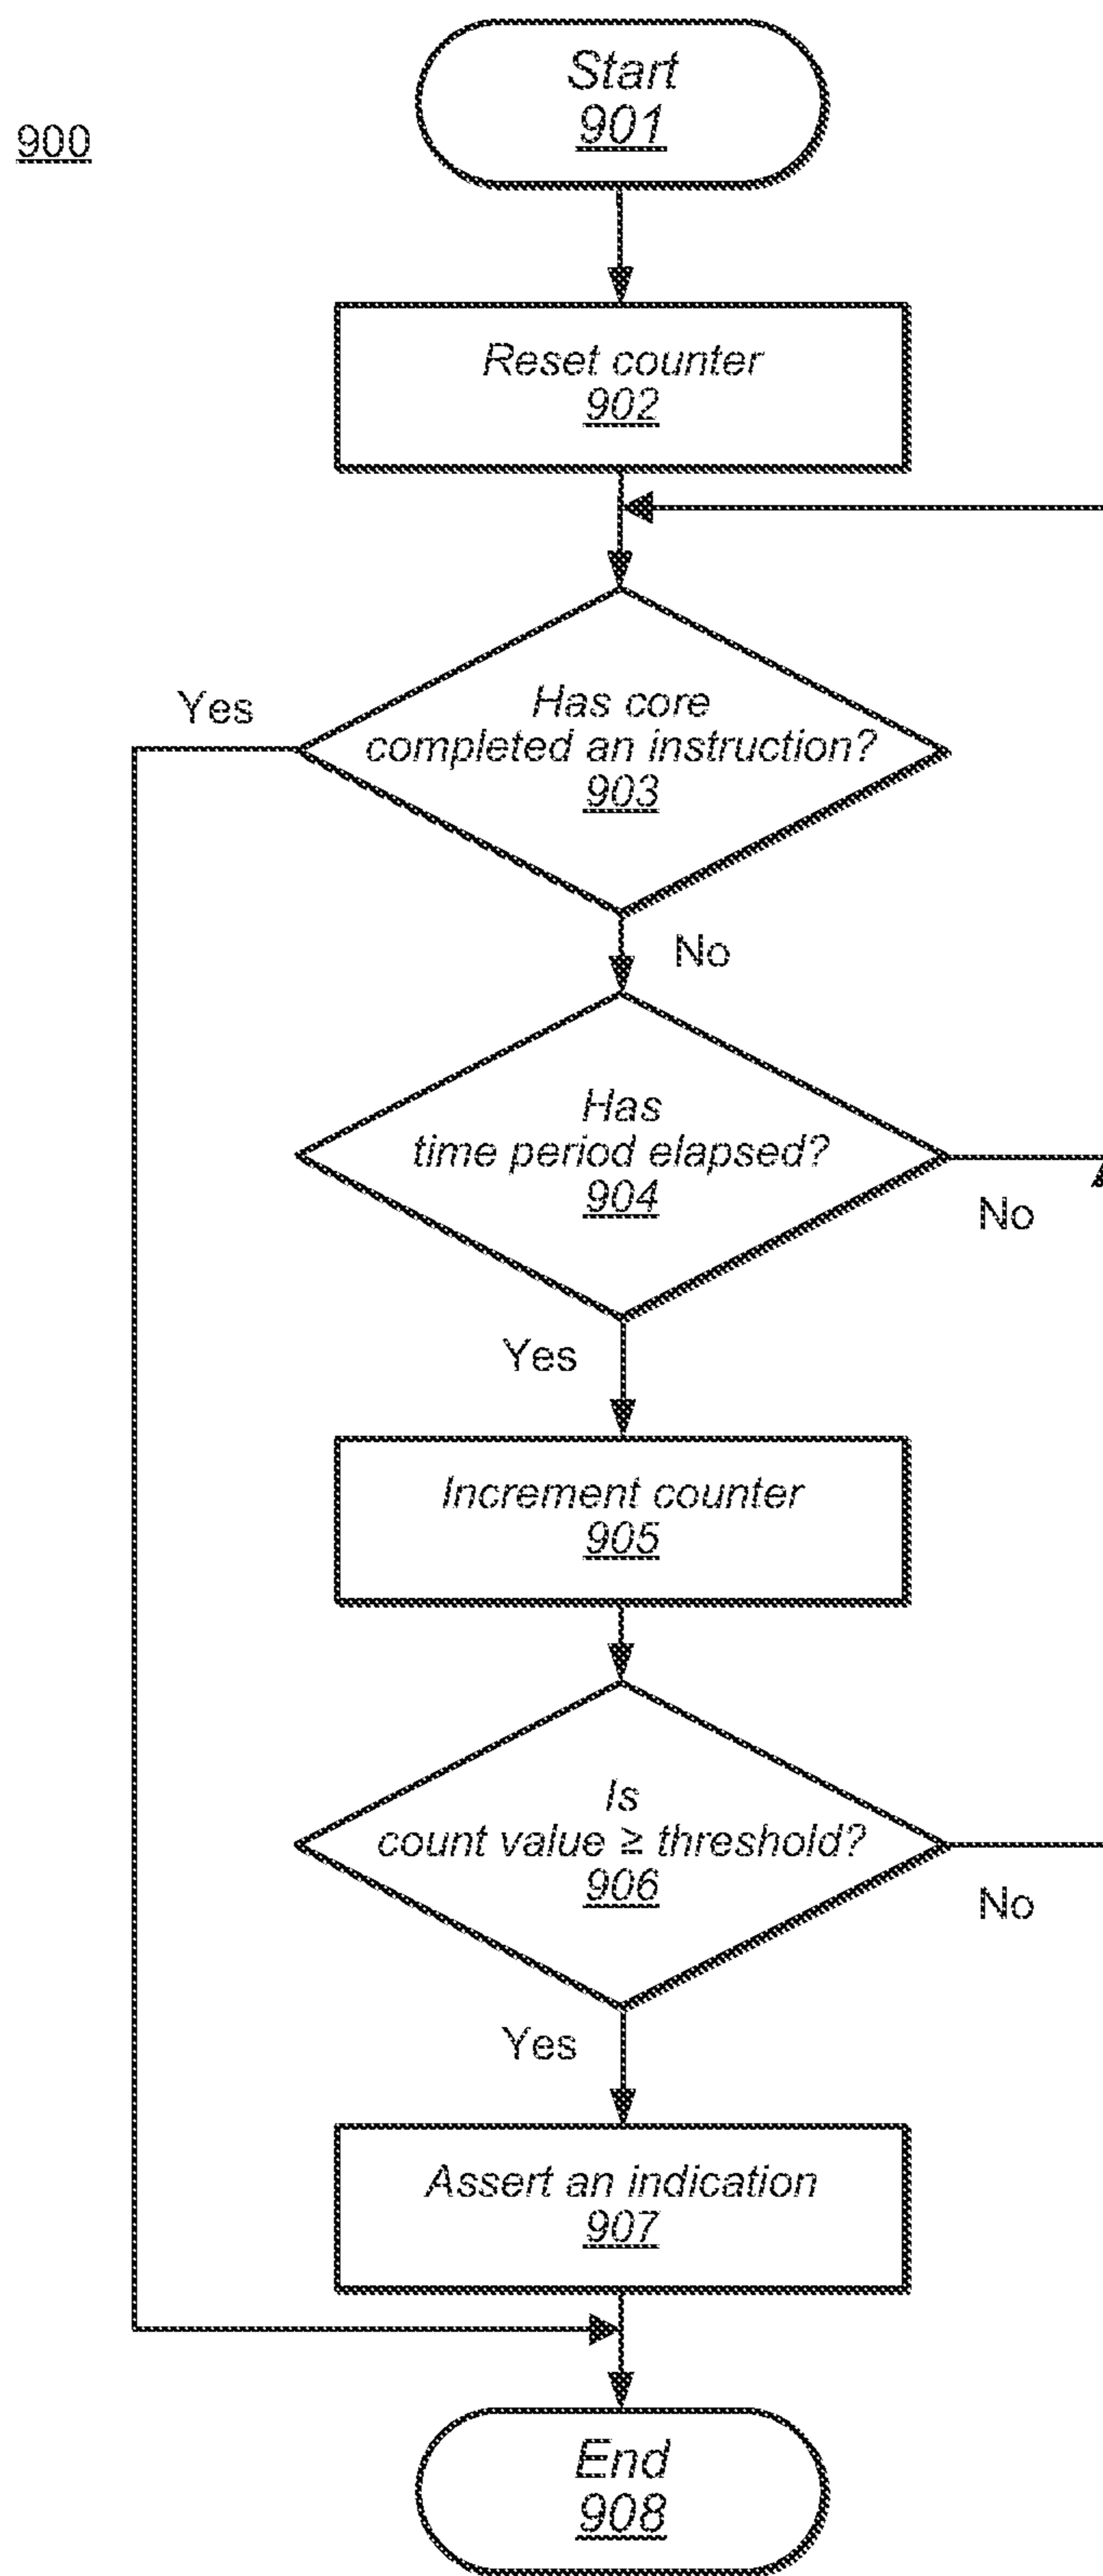 900
Start
901
Reset counter
902
Has core
completed an instruction?
903
Yes
No
Has
time period elapsed?
904
No
Yes
Increment counter
905
Is
count value ≥ threshold?
906
No
Yes
Assert an indication
907
End
908